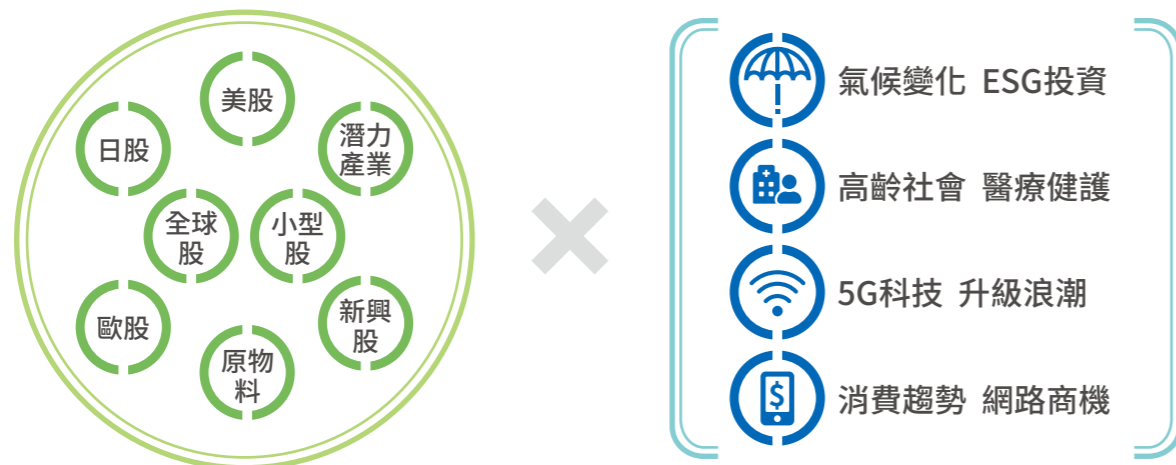 美股
日股
潛力
產業
全球
股
小型
股
歐股
新興
股
原物
料
氣候變化 ESG投資
高齡社會 醫療健護
5G科技 升級浪潮
消費趨勢 網路商機